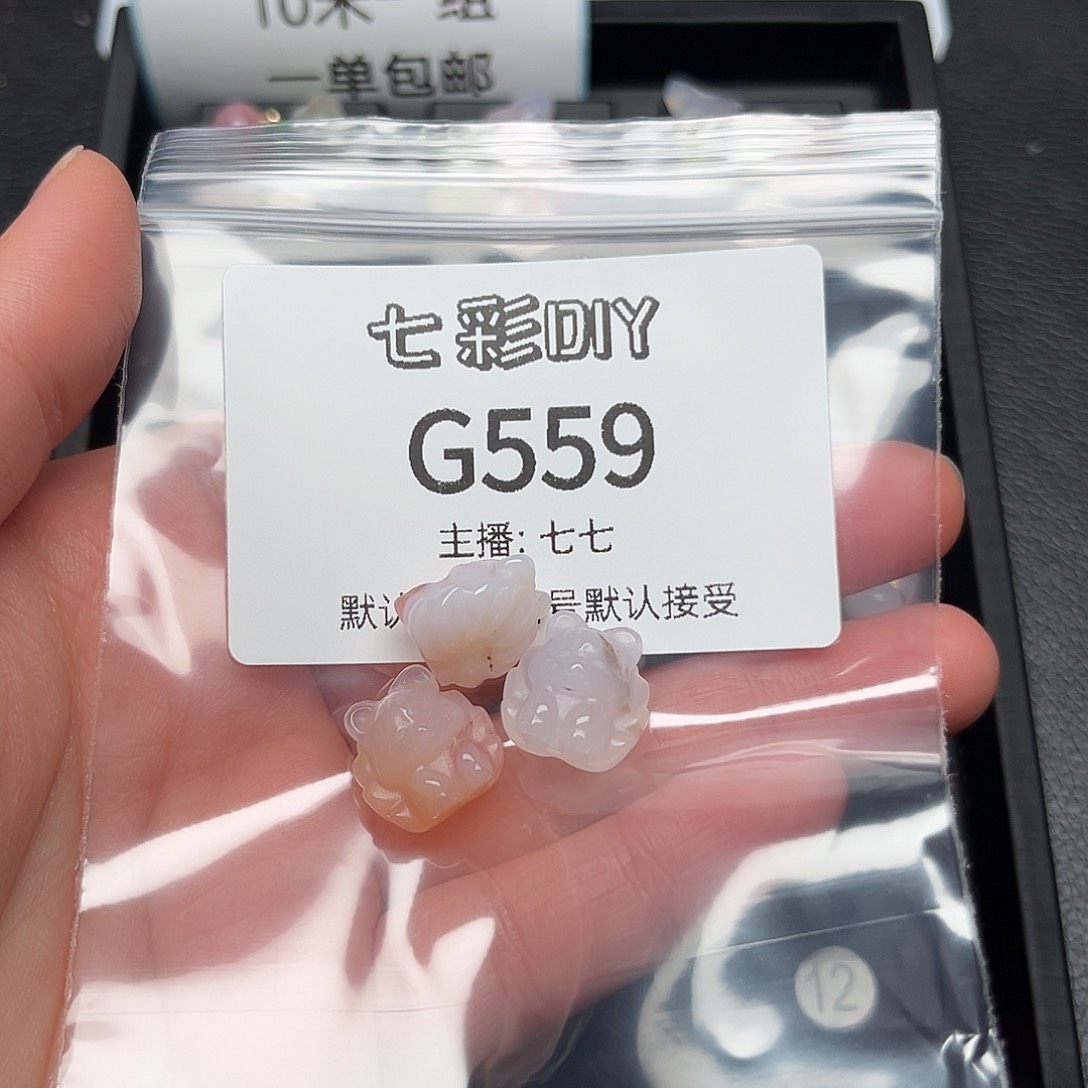 一单包邮
七彩DIY
G559
主播: 七七
默认 号默认接受
12